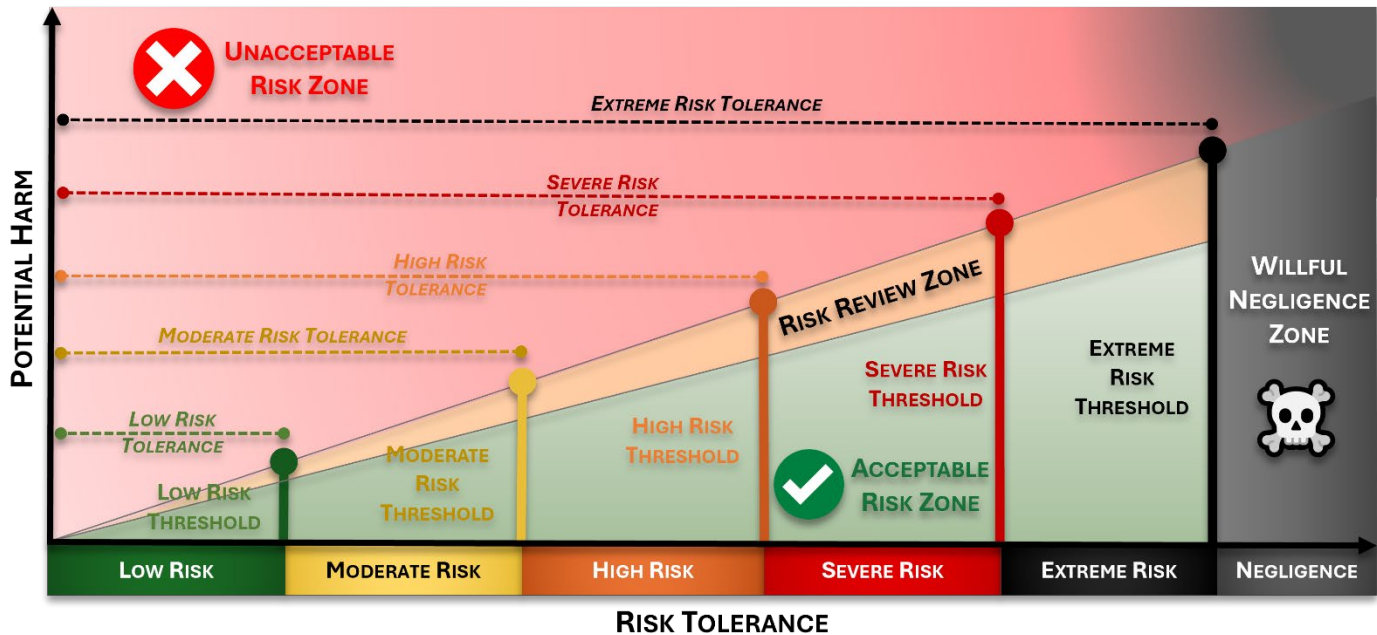 UNACCEPTABLE
RISK ZONE
EXTREME RISK TOLERANCE
SEVERE RISK
TOLERANCE
HIGH RISK
TOLERANCE
MODERATE RISK TOLERANCE
LOW RISK
TOLERANCE
POTENTIAL HARM
RISK REVIEW ZONE
WILLFUL
NEGLIGENCE
ZONE
LOW RISK
THRESHOLD
MODERATE
RISK
THRESHOLD
HIGH RISK
THRESHOLD
SEVERE RISK
THRESHOLD
EXTREME
RISK
THRESHOLD
ACCEPTABLE
RISK ZONE
LOW RISK
MODERATE RISK
HIGH RISK
SEVERE RISK
EXTREME RISK
NEGLIGENCE
RISK TOLERANCE